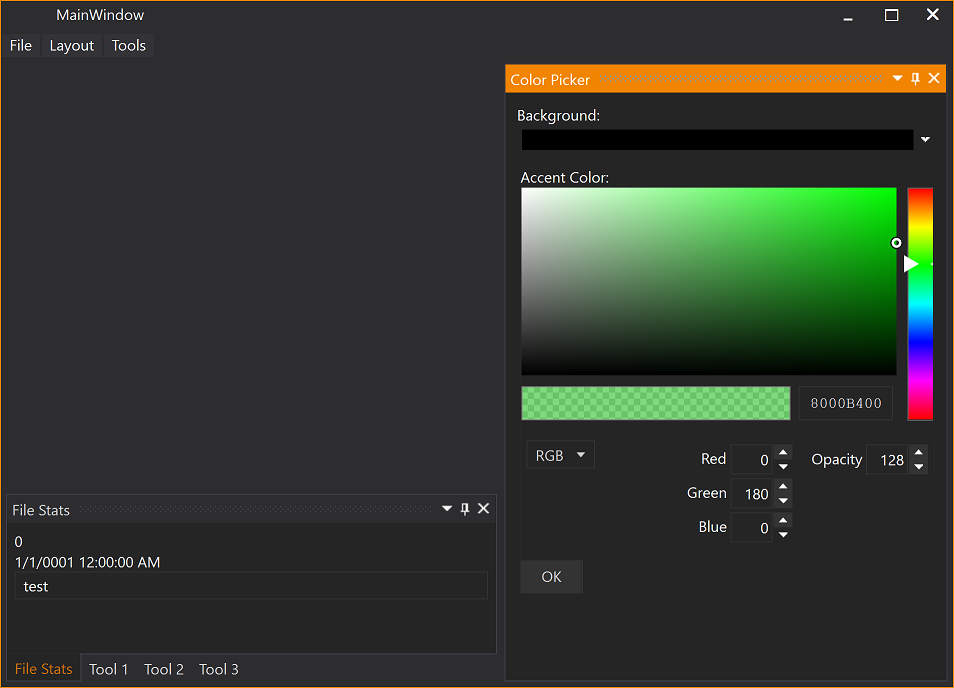 MainWindow
File Layout Tools
Color Picker
Background:
Accent Color:
8000B400
RGB Red 0 Opacity 128
Green 180
Blue 0
OK
File Stats
0
1/1/0001 12:00:00 AM
test
File Stats Tool 1 Tool 2 Tool 3